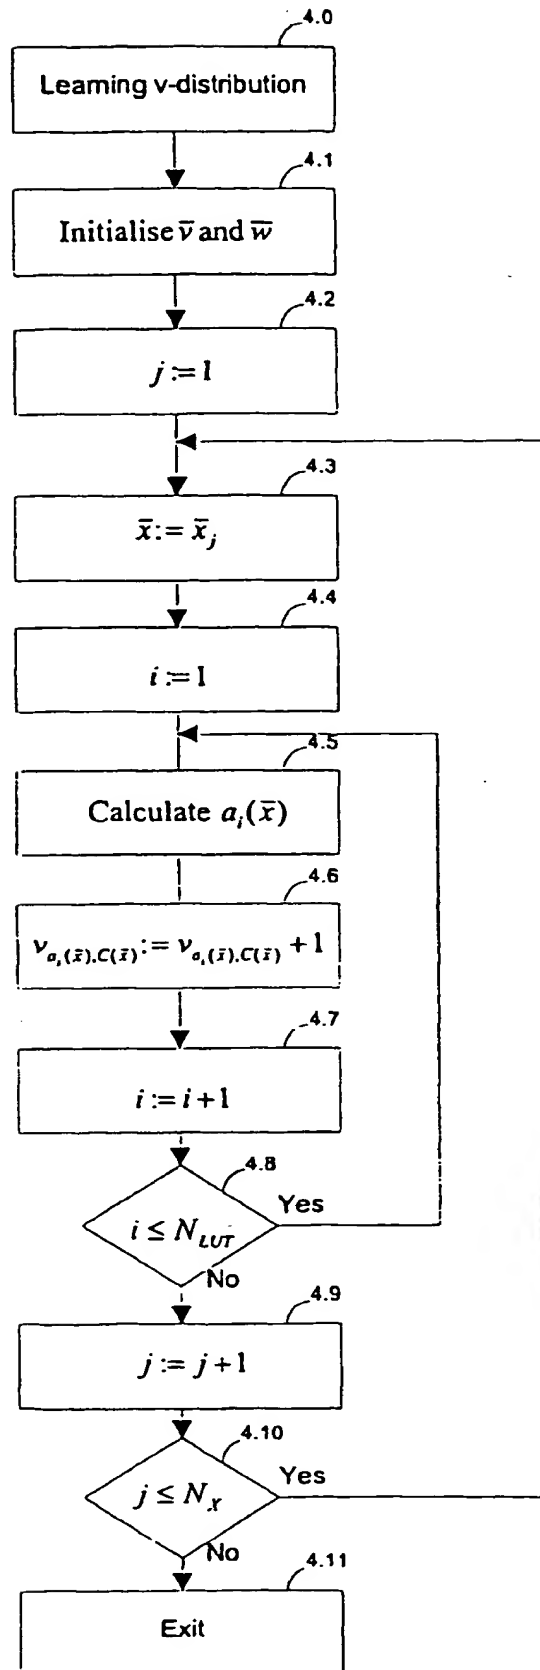 4.0
Learning v-distribution
4.1
Initialise v̅ and w̅
4.2
j := 1
4.3
x̅ := x̅_j
4.4
i := 1
4.5
Calculate a_i(x̅)
4.6
v_{a_i(x̅),C(x̅)} := v_{a_i(x̅),C(x̅)} + 1
4.7
i := i + 1
4.8
i ≤ N_{LUT}
Yes
No
4.9
j := j + 1
4.10
j ≤ N_x
Yes
No
4.11
Exit